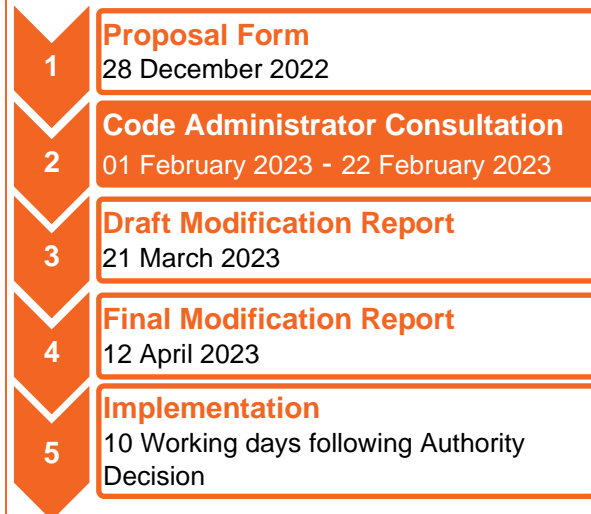 1
Proposal Form
28 December 2022
2
Code Administrator Consultation
01 February 2023 - 22 February 2023
3
Draft Modification Report
21 March 2023
4
Final Modification Report
12 April 2023
5
Implementation
10 Working days following Authority
Decision